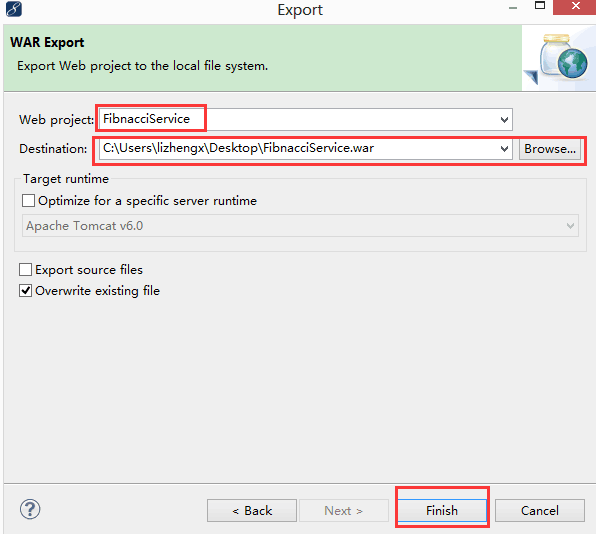 Export
WAR Export
Export Web project to the local file system.
Web project: FibnacciService
Destination: C:\Users\lizhengx\Desktop\FibnacciService.war Browse...
Target runtime
Optimize for a specific server runtime
Apache Tomcat v6.0
Export source files
Overwrite existing file
? < Back Next > Finish Cancel